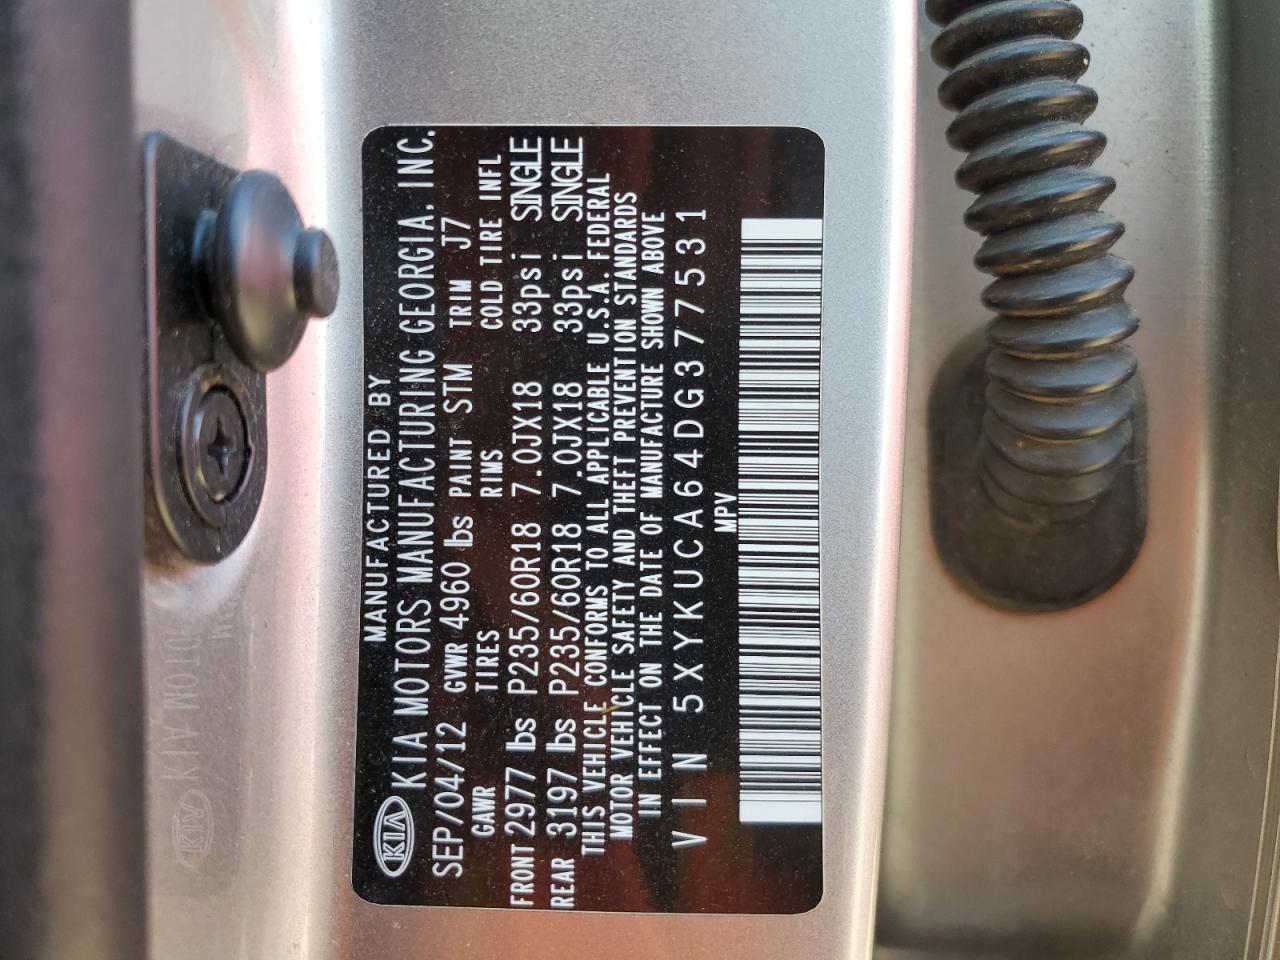 KIA
MANUFACTURED BY
KIA MOTORS MANUFACTURING GEORGIA, INC.
SEP/04/12 GVWR 4960 lbs PAINT STM TRIM J7
GAWR TIRES RIMS COLD TIRE INFL
FRONT 2977 lbs P235/60R18 7.0JX18 33psi SINGLE
REAR 3197 lbs P235/60R18 7.0JX18 33psi SINGLE
THIS VEHICLE CONFORMS TO ALL APPLICABLE U.S.A. FEDERAL
MOTOR VEHICLE SAFETY AND THEFT PREVENTION STANDARDS
IN EFFECT ON THE DATE OF MANUFACTURE SHOWN ABOVE
VIN 5XYKUCA64DG377531
MPV